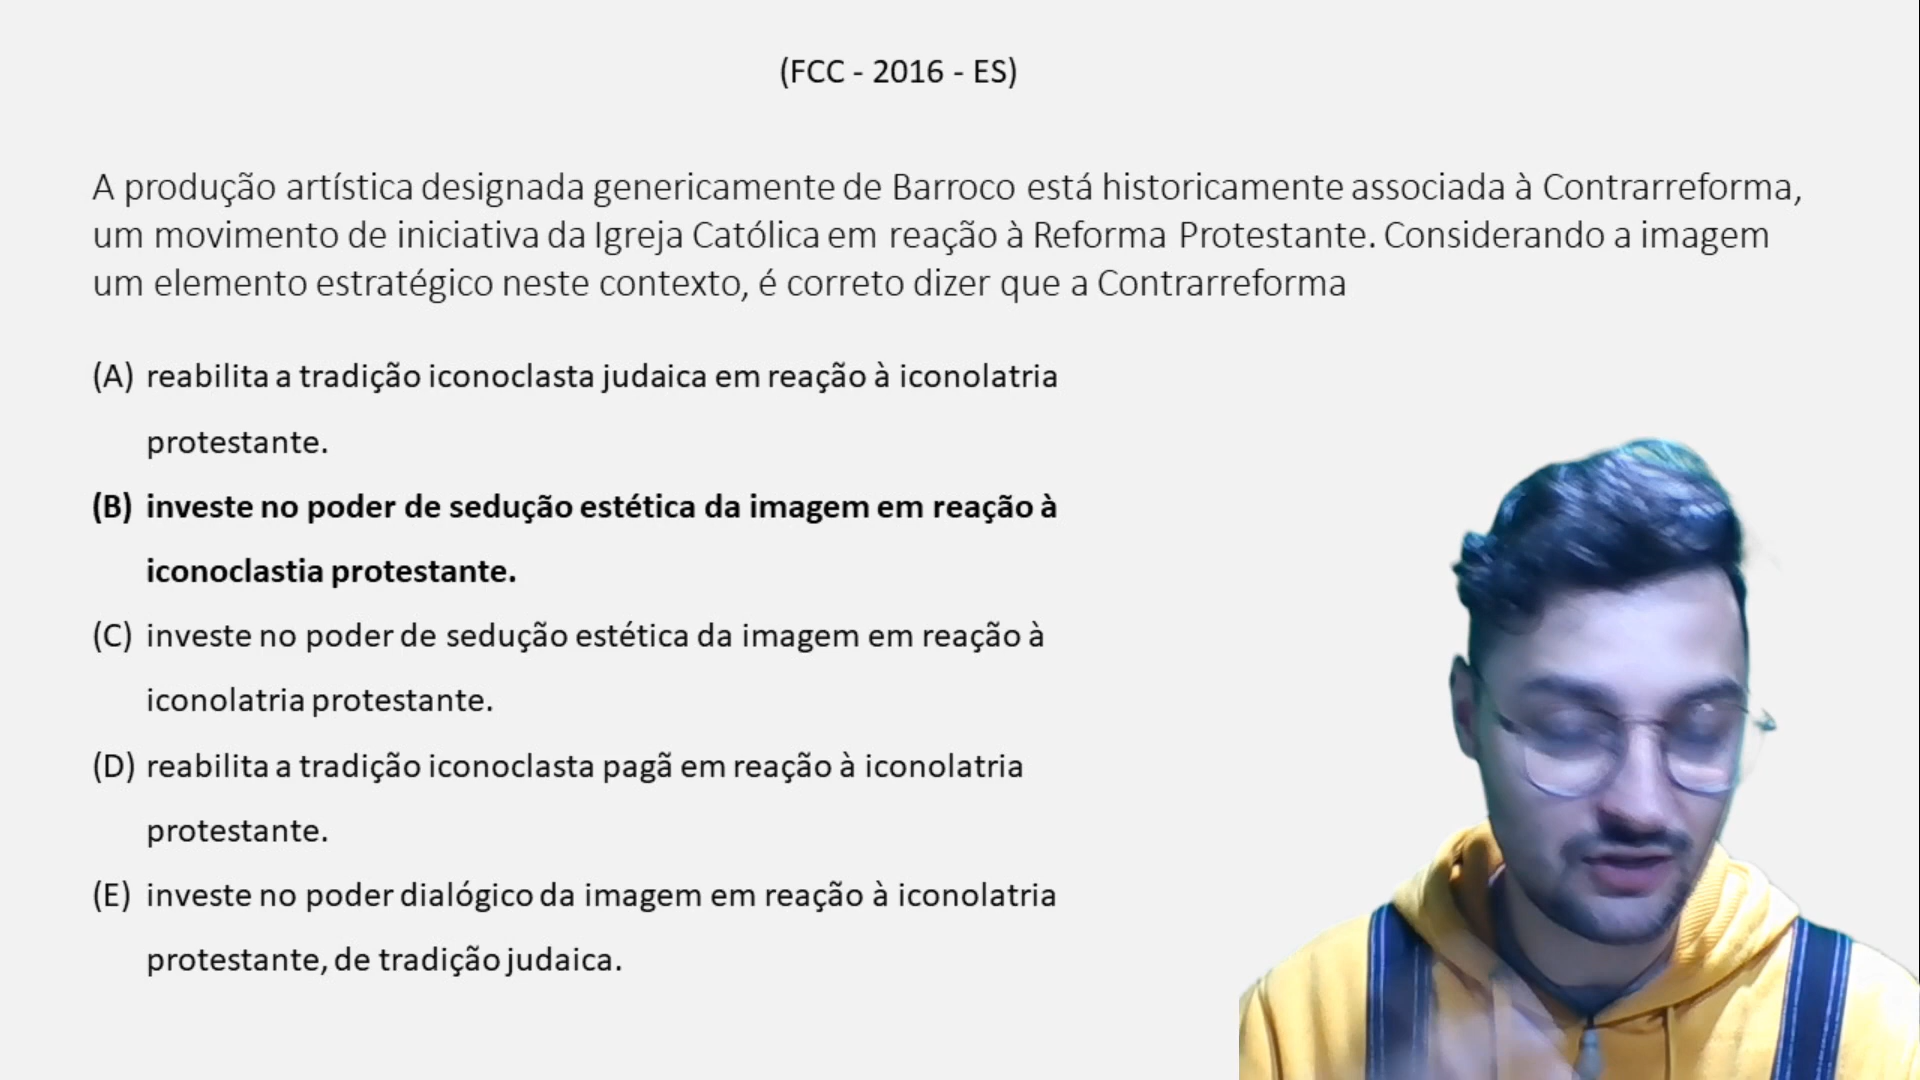 (FCC - 2016 - ES)
A produção artística designada genericamente de Barroco está historicamente associada à Contrarreforma,
um movimento de iniciativa da Igreja Católica em reação à Reforma Protestante. Considerando a imagem
um elemento estratégico neste contexto, é correto dizer que a Contrarreforma
(A) reabilita a tradição iconoclasta judaica em reação à iconolatria
protestante.
(B) investe no poder de sedução estética da imagem em reação à
iconoclastia protestante.
(C) investe no poder de sedução estética da imagem em reação à
iconolatria protestante.
(D) reabilita a tradição iconoclasta pagã em reação à iconolatria
protestante.
(E) investe no poder dialógico da imagem em reação à iconolatria
protestante, de tradição judaica.